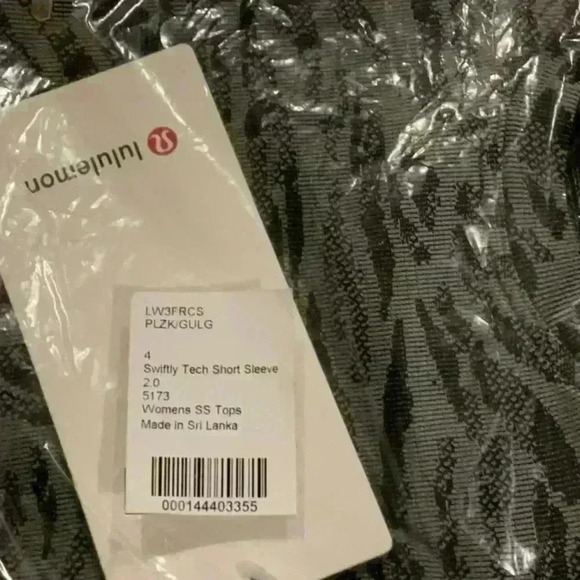 lululemon
LW3FRCS
PLZK/GULG
4
Swiftly Tech Short Sleeve
2.0
5173
Womens SS Tops
Made in Sri Lanka
000144403355